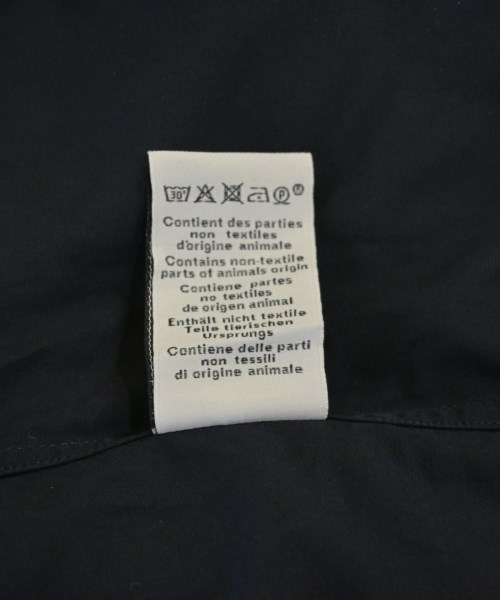 30° P
Contient des parties
non textiles
d'origine animale
Contains non-textile
parts of animals origin
Contiene partes
no textiles
de origen animal
Enthält nicht textile
Teile tierischen
Ursprungs
Contiene delle parti
non tessili
di origine animale